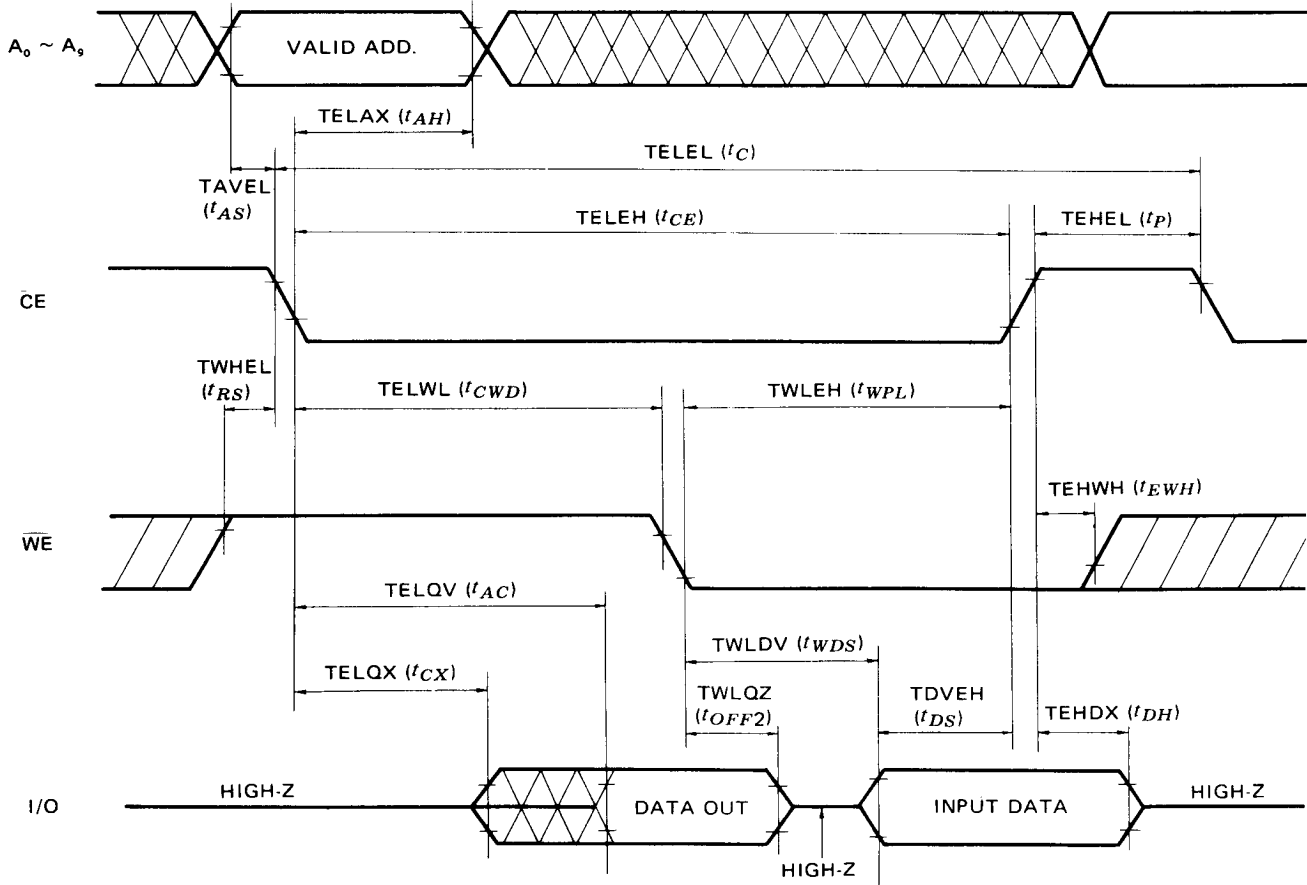 A₀ ~ A₉
VALID ADD.
TELAX (tAH)
TELEL (tC)
TAVEL
(tAS)
TELEH (tCE)
TEHEL (tP)
C̅E̅
TWHEL
(tRS)
TELWL (tCWD)
TWLEH (tWPL)
TEHWH (tEWH)
W̅E̅
TELQV (tAC)
TWLDV (tWDS)
TELQX (tCX)
TWLQZ
(tOFF2)
TDVEH
(tDS)
TEHDX (tDH)
I/O
HIGH-Z
DATA OUT
INPUT DATA
HIGH-Z
HIGH-Z